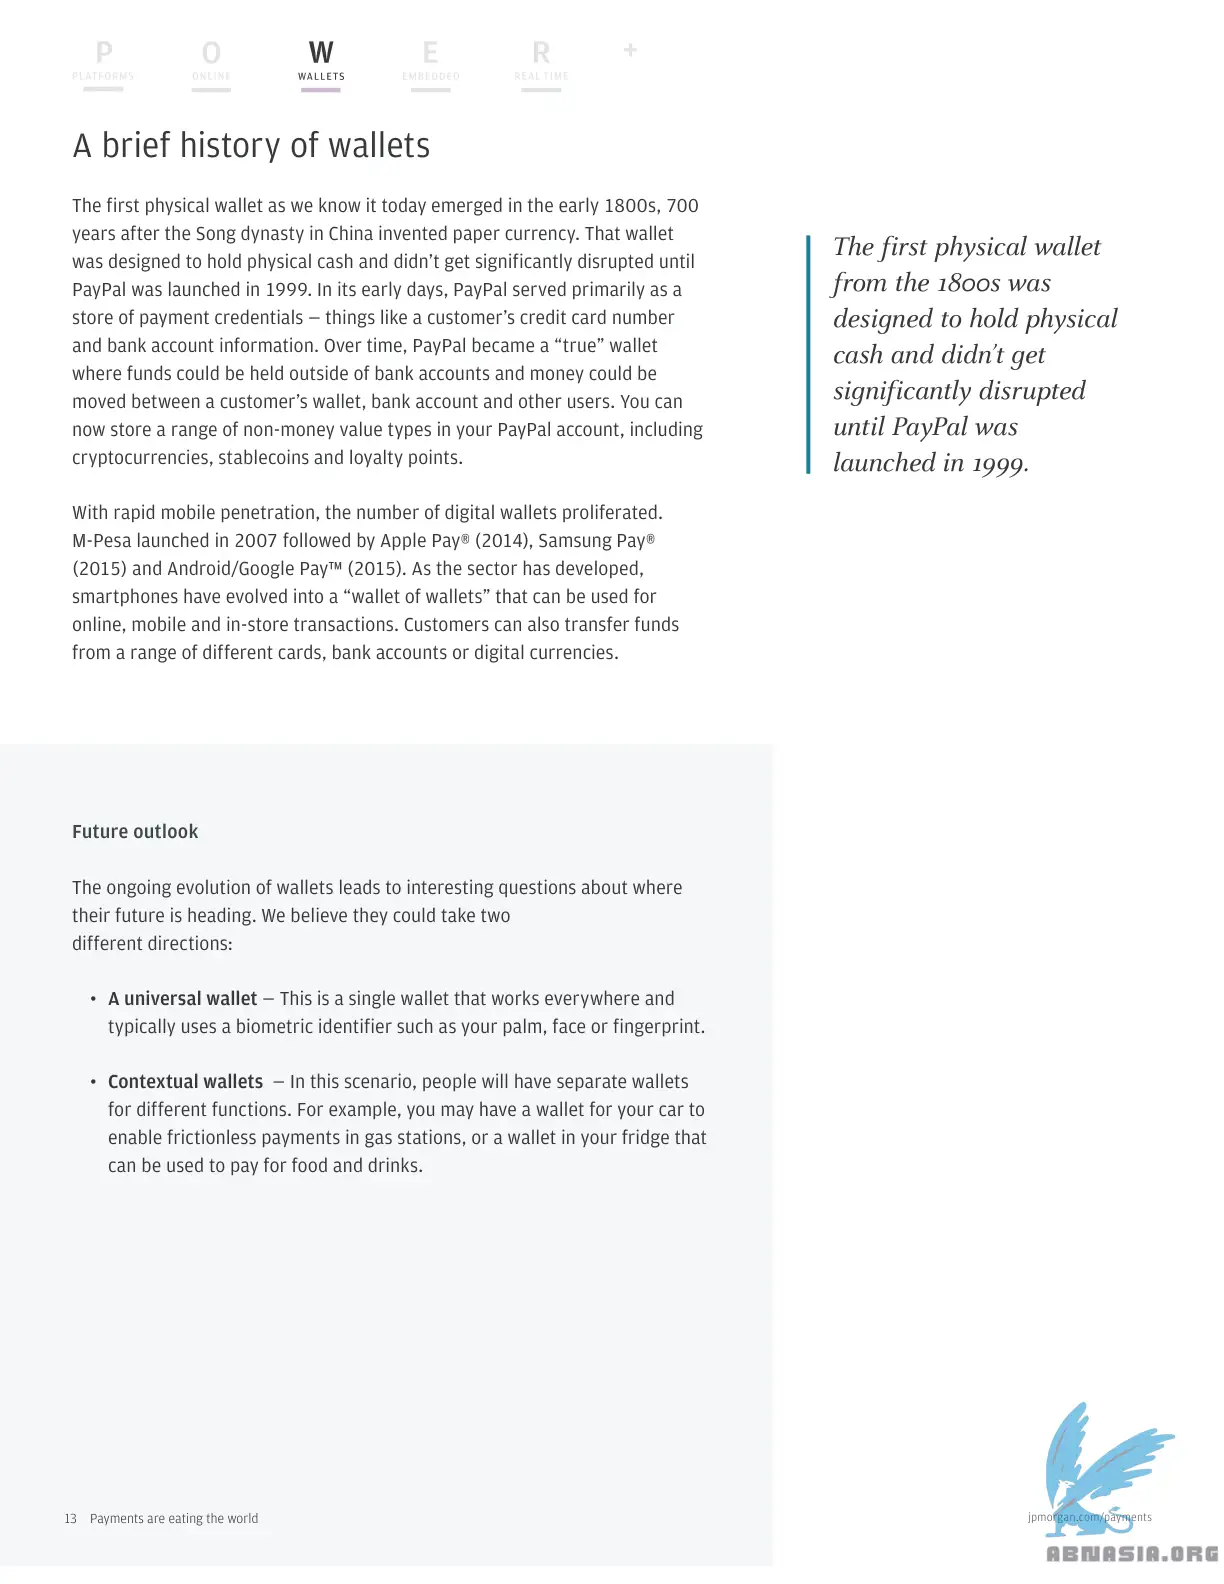 P O W E R +
PLATFORMS ONLINE WALLETS EMBEDDED REAL TIME
A brief history of wallets
The first physical wallet as we know it today emerged in the early 1800s, 700
years after the Song dynasty in China invented paper currency. That wallet
was designed to hold physical cash and didn’t get significantly disrupted until
PayPal was launched in 1999. In its early days, PayPal served primarily as a
store of payment credentials — things like a customer’s credit card number
and bank account information. Over time, PayPal became a “true” wallet
where funds could be held outside of bank accounts and money could be
moved between a customer’s wallet, bank account and other users. You can
now store a range of non-money value types in your PayPal account, including
cryptocurrencies, stablecoins and loyalty points.
With rapid mobile penetration, the number of digital wallets proliferated.
M-Pesa launched in 2007 followed by Apple Pay® (2014), Samsung Pay®
(2015) and Android/Google Pay™ (2015). As the sector has developed,
smartphones have evolved into a “wallet of wallets” that can be used for
online, mobile and in-store transactions. Customers can also transfer funds
from a range of different cards, bank accounts or digital currencies.
The first physical wallet
from the 1800s was
designed to hold physical
cash and didn’t get
significantly disrupted
until PayPal was
launched in 1999.
Future outlook
The ongoing evolution of wallets leads to interesting questions about where
their future is heading. We believe they could take two
different directions:
• A universal wallet — This is a single wallet that works everywhere and
typically uses a biometric identifier such as your palm, face or fingerprint.
• Contextual wallets — In this scenario, people will have separate wallets
for different functions. For example, you may have a wallet for your car to
enable frictionless payments in gas stations, or a wallet in your fridge that
can be used to pay for food and drinks.
13 Payments are eating the world
jpmorgan.com/payments
ABNASIA.ORG